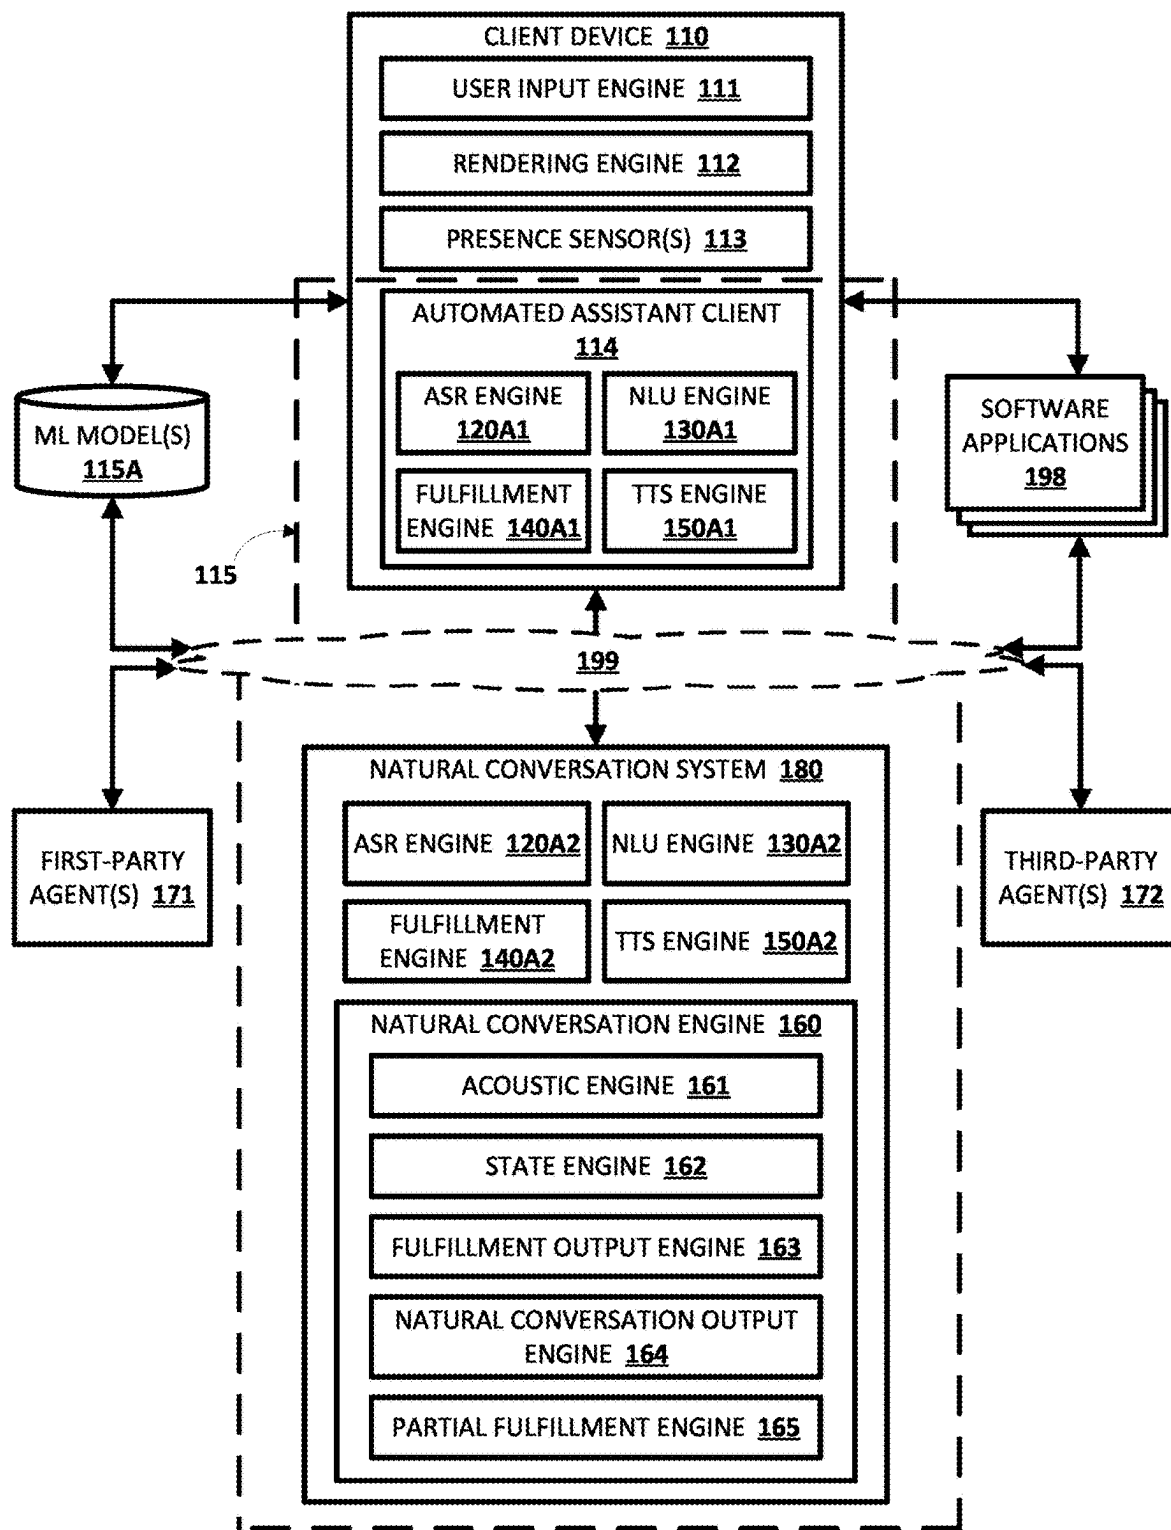 CLIENT DEVICE 110
USER INPUT ENGINE 111
RENDERING ENGINE 112
PRESENCE SENSOR(S) 113
AUTOMATED ASSISTANT CLIENT
114
ASR ENGINE
120A1
NLU ENGINE
130A1
FULFILLMENT
ENGINE 140A1
TTS ENGINE
150A1
ML MODEL(S)
115A
SOFTWARE
APPLICATIONS
198
115
199
NATURAL CONVERSATION SYSTEM 180
ASR ENGINE 120A2
NLU ENGINE 130A2
FULFILLMENT
ENGINE 140A2
TTS ENGINE 150A2
FIRST-PARTY
AGENT(S) 171
THIRD-PARTY
AGENT(S) 172
NATURAL CONVERSATION ENGINE 160
ACOUSTIC ENGINE 161
STATE ENGINE 162
FULFILLMENT OUTPUT ENGINE 163
NATURAL CONVERSATION OUTPUT
ENGINE 164
PARTIAL FULFILLMENT ENGINE 165